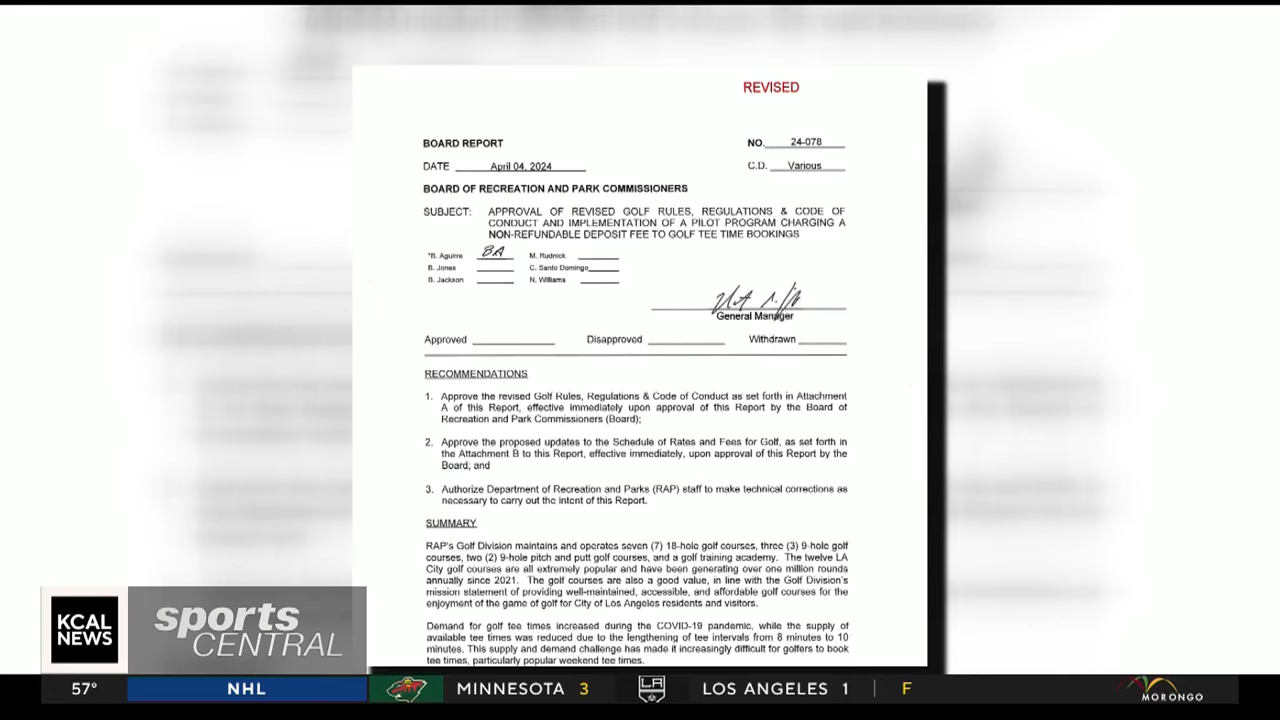 REVISED
BOARD REPORT NO. 24-078
DATE April 04, 2024 C.D. Various
BOARD OF RECREATION AND PARK COMMISSIONERS
SUBJECT: APPROVAL OF REVISED GOLF RULES, REGULATIONS & CODE OF
CONDUCT AND IMPLEMENTATION OF A PILOT PROGRAM CHARGING A
NON-REFUNDABLE DEPOSIT FEE TO GOLF TEE TIME BOOKINGS
*B. Aguirre BA M. Rudnick
B. Jones C. Santo Domingo
B. Jackson N. Williams
General Manager
Approved Disapproved Withdrawn
RECOMMENDATIONS
1. Approve the revised Golf Rules, Regulations & Code of Conduct as set forth in Attachment
A of this Report, effective immediately upon approval of this Report by the Board of
Recreation and Park Commissioners (Board);
2. Approve the proposed updates to the Schedule of Rates and Fees for Golf, as set forth in
the Attachment B to this Report, effective immediately, upon approval of this Report by the
Board; and
3. Authorize Department of Recreation and Parks (RAP) staff to make technical corrections as
necessary to carry out the intent of this Report.
SUMMARY
RAP's Golf Division maintains and operates seven (7) 18-hole golf courses, three (3) 9-hole golf
courses, two (2) 9-hole pitch and putt golf courses, and a golf training academy. The twelve LA
City golf courses are all extremely popular and have been generating over one million rounds
annually since 2021. The golf courses are also a good value, in line with the Golf Division's
mission statement of providing well-maintained, accessible, and affordable golf courses for the
enjoyment of the game of golf for City of Los Angeles residents and visitors.
Demand for golf tee times increased during the COVID-19 pandemic, while the supply of
available tee times was reduced due to the lengthening of tee intervals from 8 minutes to 10
minutes. This supply and demand challenge has made it increasingly difficult for golfers to book
tee times, particularly popular weekend tee times.
KCAL
NEWS
sports
CENTRAL
57° NHL MINNESOTA 3 LA LOS ANGELES 1 F MORONGO